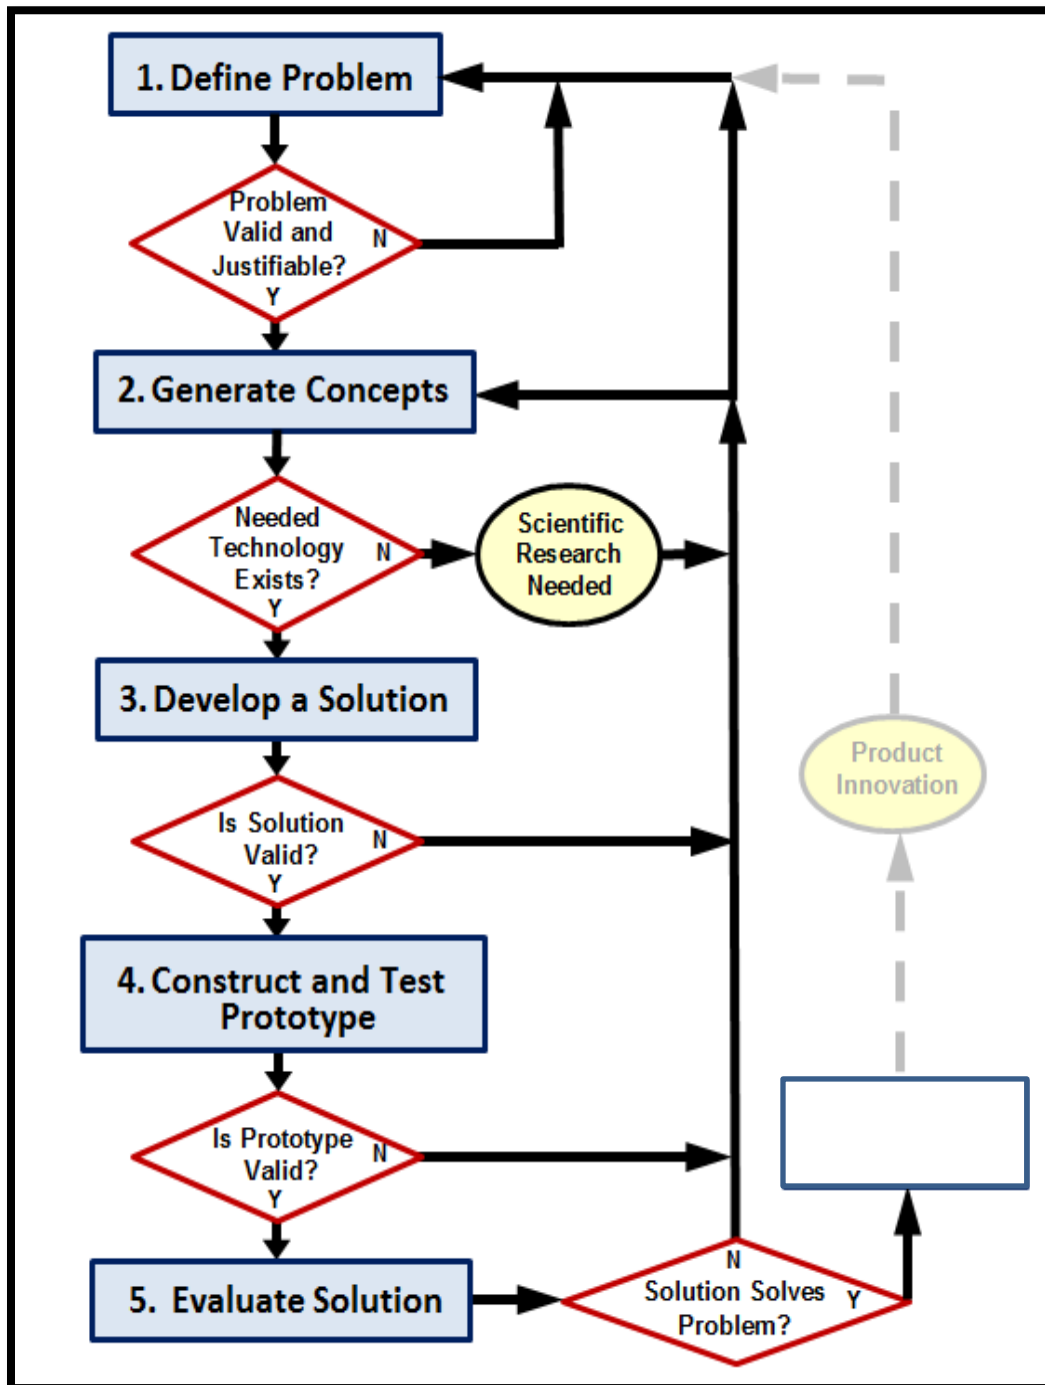 1. Define Problem
Problem
Valid and
Justifiable?
N
Y
2. Generate Concepts
Needed
Technology
Exists?
N
Y
Scientific
Research
Needed
3. Develop a Solution
Is Solution
Valid?
N
Y
Product
Innovation
4. Construct and Test
Prototype
Is Prototype
Valid?
N
Y
5. Evaluate Solution
N
Solution Solves
Problem?
Y